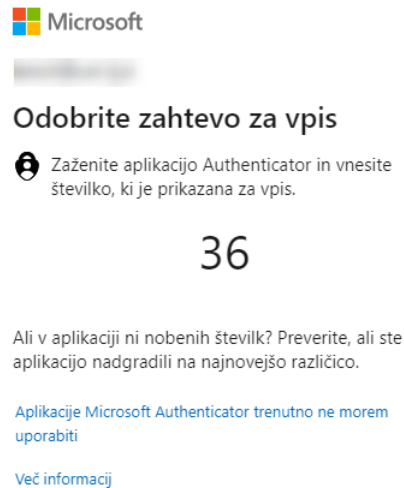 Microsoft
Odobrite zahtevo za vpis
Zaženite aplikacijo Authenticator in vnesite
številko, ki je prikazana za vpis.
36
Ali v aplikaciji ni nobenih številk? Preverite, ali ste
aplikacijo nadgradili na najnovejšo različico.
Aplikacije Microsoft Authenticator trenutno ne morem
uporabiti
Več informacij